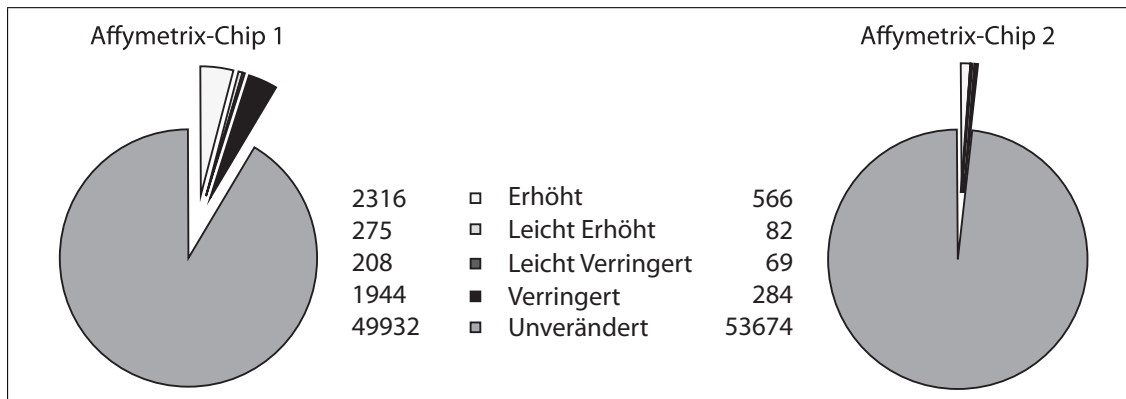 Affymetrix-Chip 1
Affymetrix-Chip 2
2316 Erhöht 566
275 Leicht Erhöht 82
208 Leicht Verringert 69
1944 Verringert 284
49932 Unverändert 53674